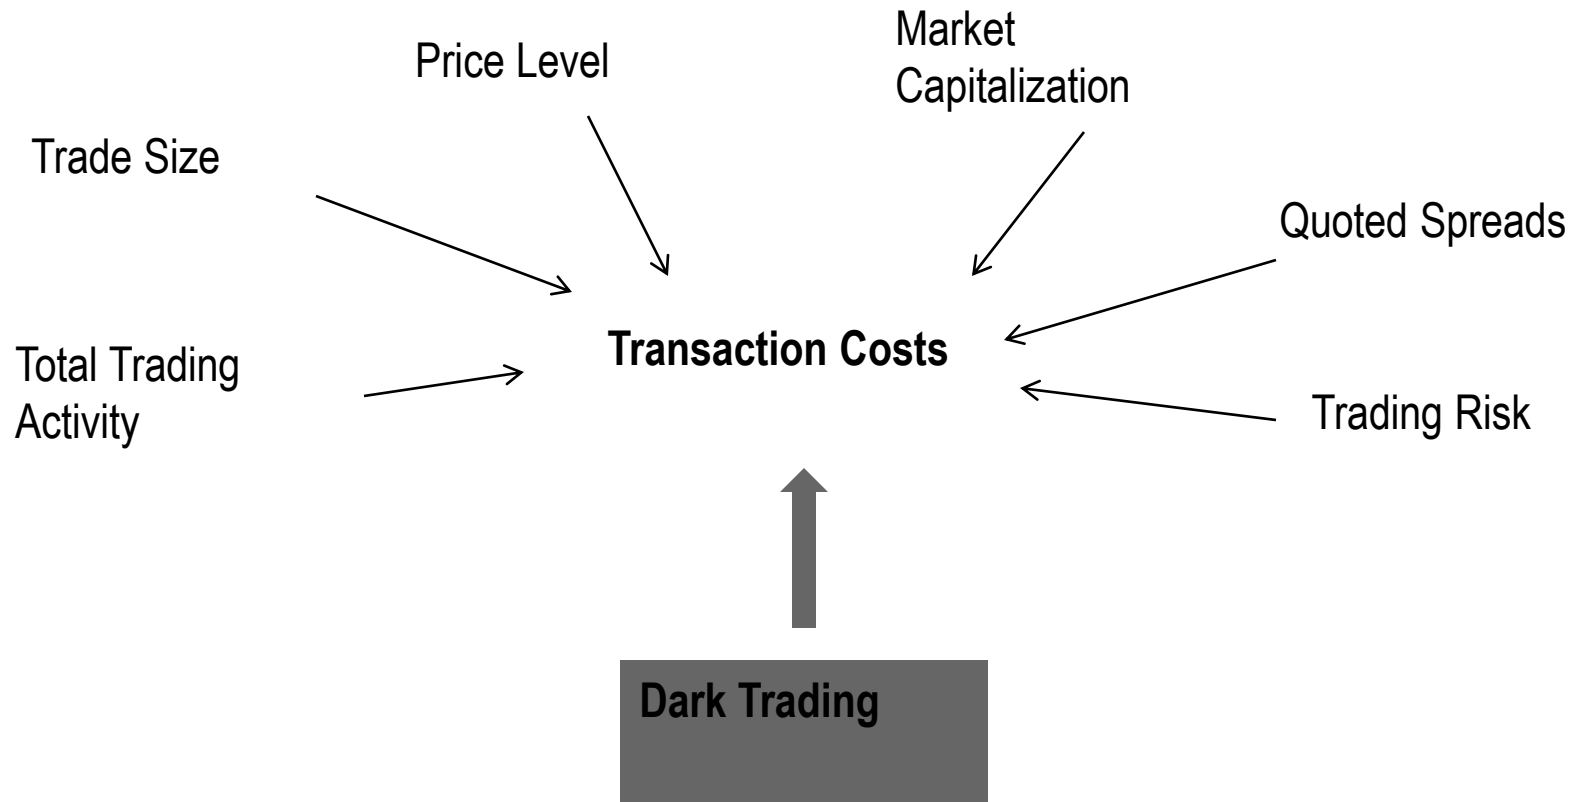 Market
Capitalization
Price Level
Trade Size
Quoted Spreads
Transaction Costs
Total Trading
Activity
Trading Risk
Dark Trading